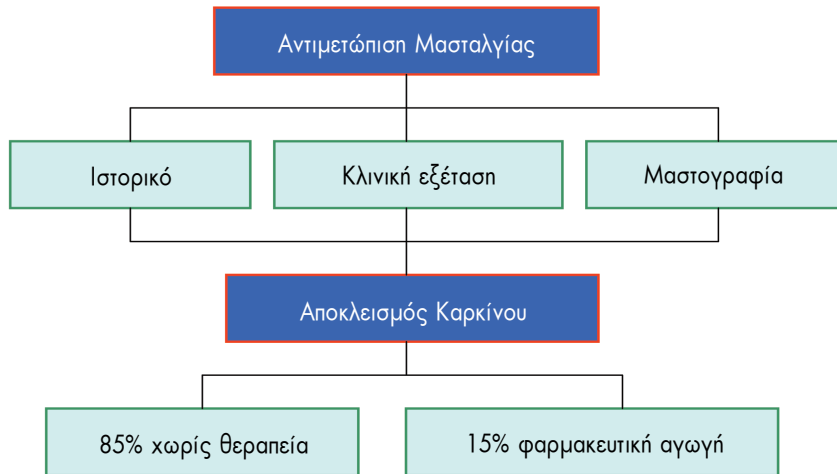 Αντιμετώπιση Μασταλγίας
Ιστορικό
Κλινική εξέταση
Μαστογραφία
Αποκλεισμός Καρκίνου
85% χωρίς θεραπεία
15% φαρμακευτική αγωγή